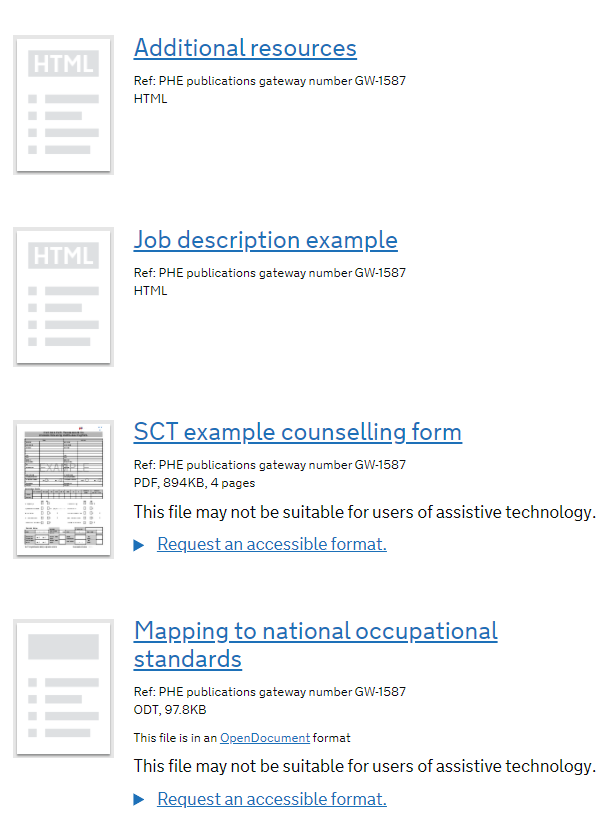 HTML
Additional resources
Ref: PHE publications gateway number GW-1587
HTML
HTML
Job description example
Ref: PHE publications gateway number GW-1587
HTML
SCT example counselling form
Ref: PHE publications gateway number GW-1587
PDF, 894KB, 4 pages
This file may not be suitable for users of assistive technology.
Request an accessible format.
Mapping to national occupational
standards
Ref: PHE publications gateway number GW-1587
ODT, 97.8KB
This file is in an OpenDocument format
This file may not be suitable for users of assistive technology.
Request an accessible format.